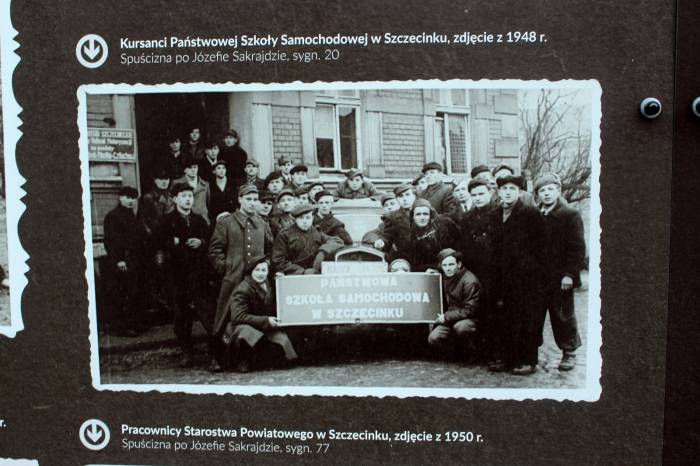 Kursanci Państwowej Szkoły Samochodowej w Szczecinku, zdjęcie z 1948 r.
Spuścizna po Józefie Sakrajdzie, sygn. 20
PAŃSTWOWA
SZKOŁA SAMOCHODOWA
W SZCZECINKU
r.
Pracownicy Starostwa Powiatowego w Szczecinku, zdjęcie z 1950 r.
Spuścizna po Józefie Sakrajdzie, sygn. 77